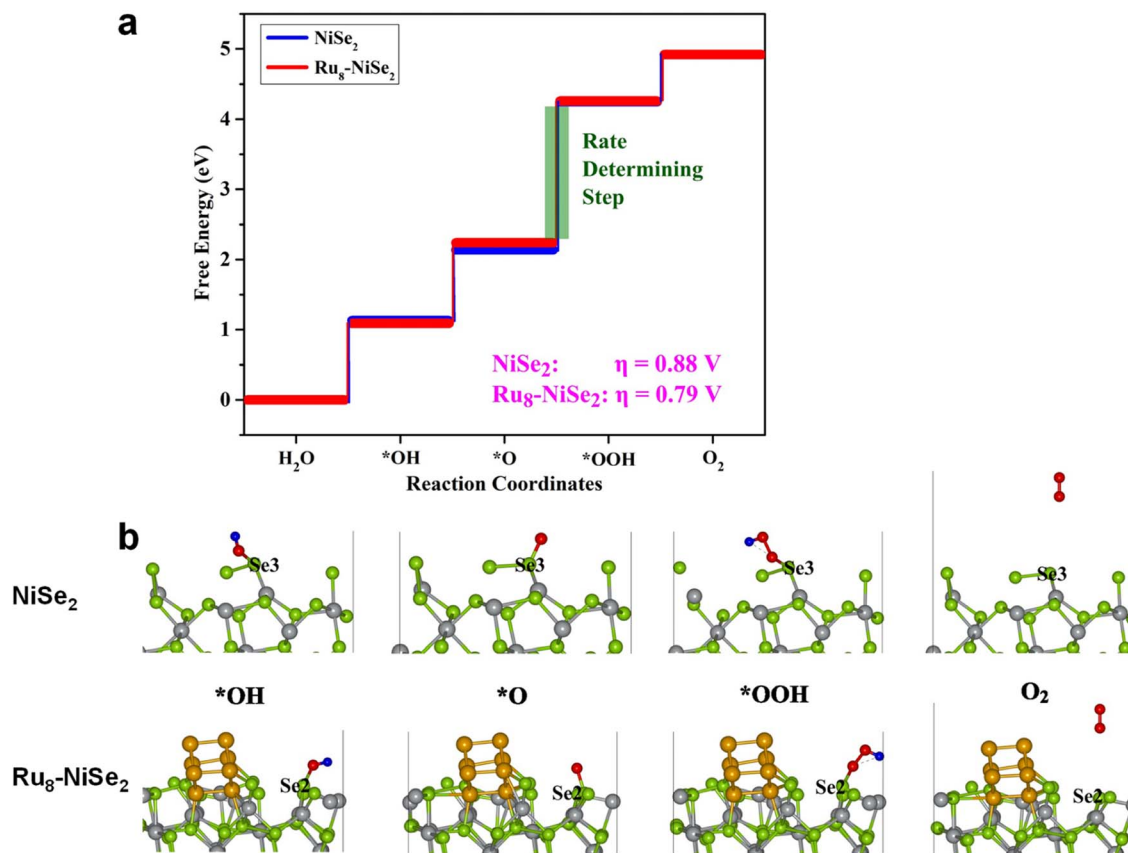 a
NiSe₂
Ru₈-NiSe₂
5
4
3
2
1
0
Free Energy (eV)
Rate
Determining
Step
NiSe₂: η = 0.88 V
Ru₈-NiSe₂: η = 0.79 V
H₂O *OH *O *OOH O₂
Reaction Coordinates
b
NiSe₂
Se3 Se3 Se3 Se3
*OH *O *OOH O₂
Ru₈-NiSe₂
Se2 Se2 Se2 Se2